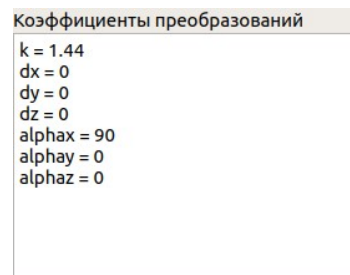 Коэффициенты преобразований
k = 1.44
dx = 0
dy = 0
dz = 0
alphax = 90
alphay = 0
alphaz = 0